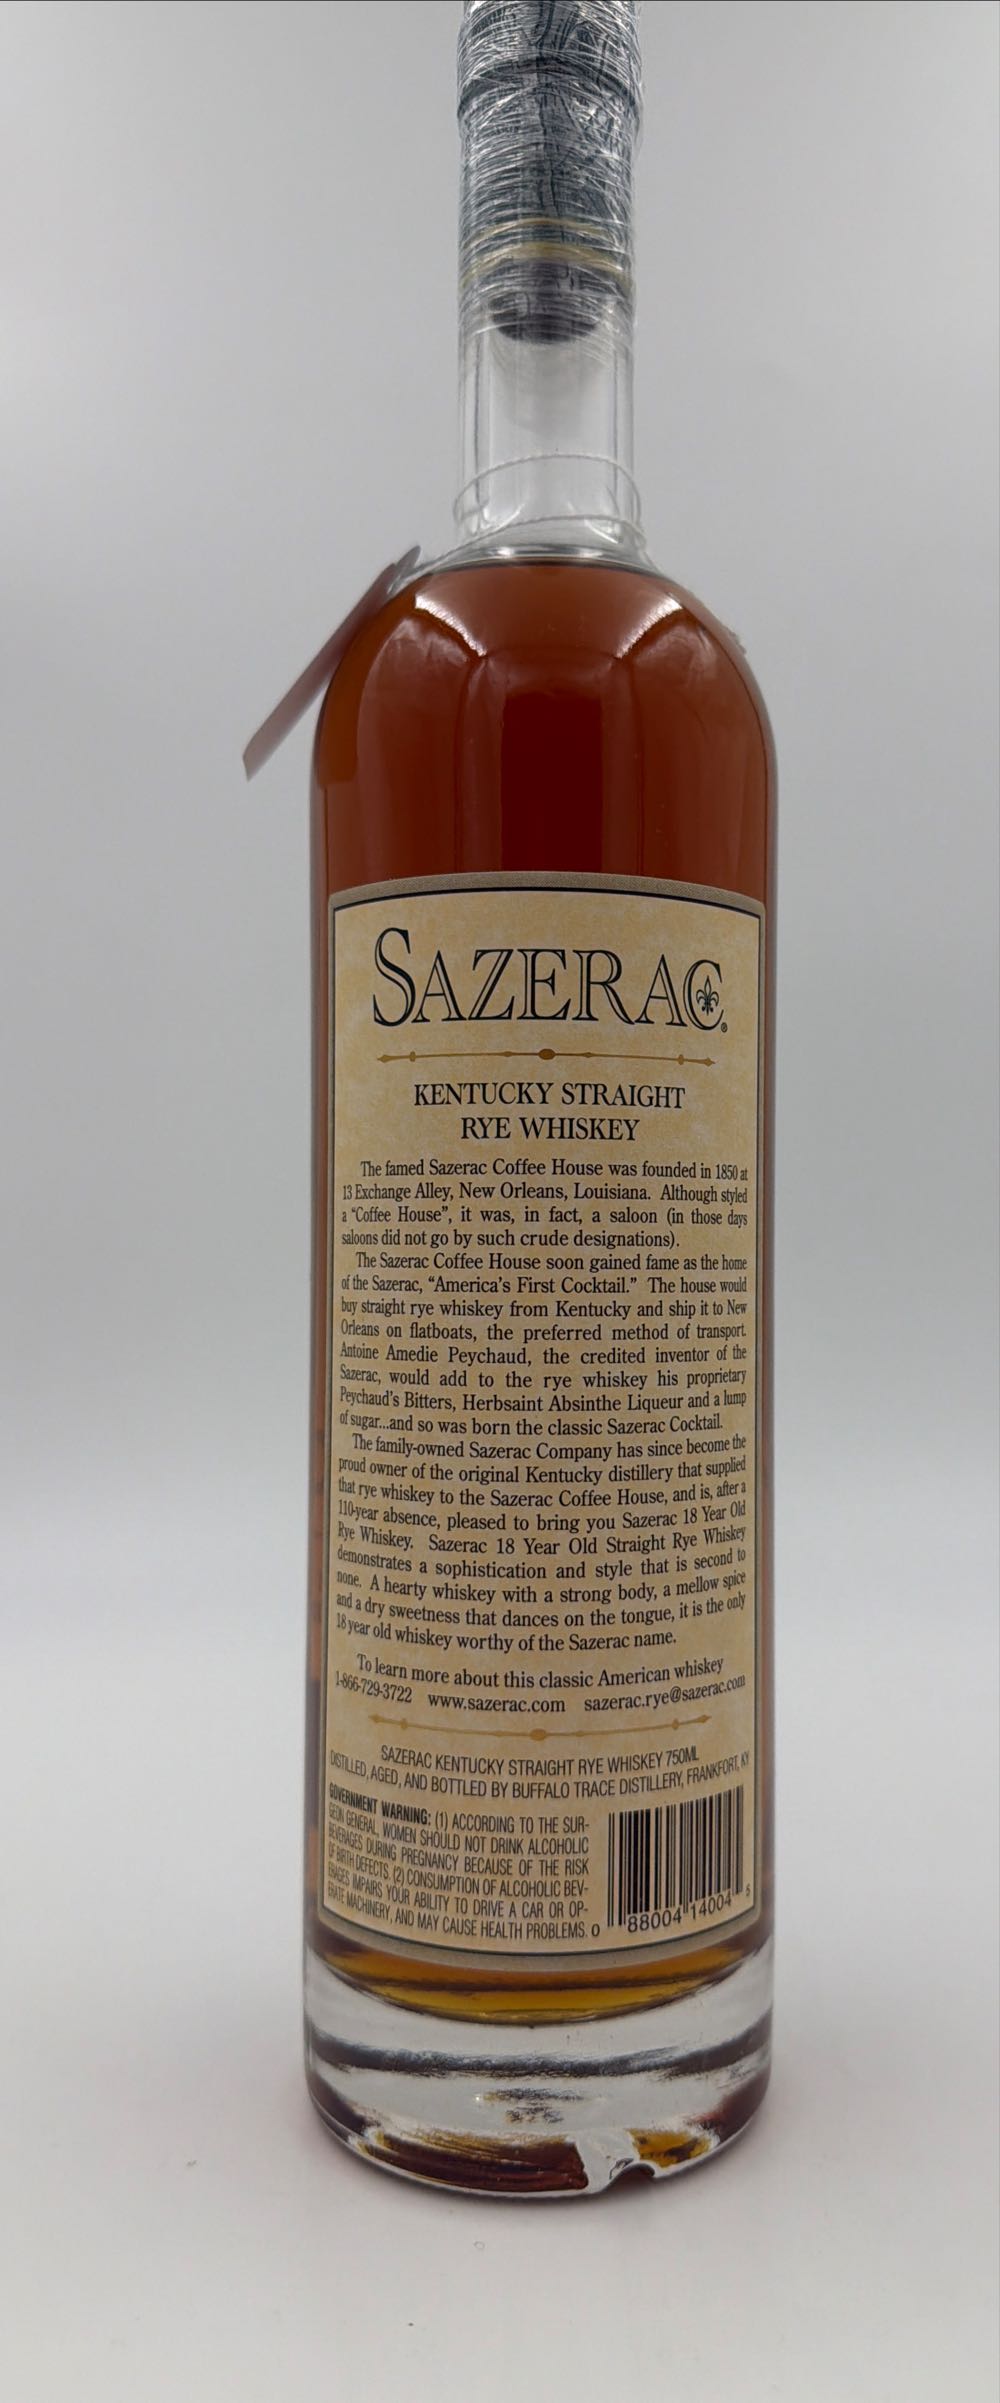 SAZERAC®
KENTUCKY STRAIGHT
RYE WHISKEY
The famed Sazerac Coffee House was founded in 1850 at
13 Exchange Alley, New Orleans, Louisiana. Although styled
a "Coffee House", it was, in fact, a saloon (in those days
saloons did not go by such crude designations).
The Sazerac Coffee House soon gained fame as the home
of the Sazerac, "America's First Cocktail." The house would
buy straight rye whiskey from Kentucky and ship it to New
Orleans on flatboats, the preferred method of transport.
Antoine Amedie Peychaud, the credited inventor of the
Sazerac, would add to the rye whiskey his proprietary
Peychaud's Bitters, Herbsaint Absinthe Liqueur and a lump
of sugar...and so was born the classic Sazerac Cocktail.
The family-owned Sazerac Company has since become the
proud owner of the original Kentucky distillery that supplied
that rye whiskey to the Sazerac Coffee House, and is, after a
110-year absence, pleased to bring you Sazerac 18 Year Old
Rye Whiskey. Sazerac 18 Year Old Straight Rye Whiskey
demonstrates a sophistication and style that is second to
none. A hearty whiskey with a strong body, a mellow spice
and a dry sweetness that dances on the tongue, it is the only
18 year old whiskey worthy of the Sazerac name.
To learn more about this classic American whiskey
1-866-729-3722 www.sazerac.com sazerac.rye@sazerac.com
SAZERAC KENTUCKY STRAIGHT RYE WHISKEY 750ML
DISTILLED, AGED, AND BOTTLED BY BUFFALO TRACE DISTILLERY, FRANKFORT, KY
GOVERNMENT WARNING: (1) ACCORDING TO THE SUR-
GEON GENERAL, WOMEN SHOULD NOT DRINK ALCOHOLIC
BEVERAGES DURING PREGNANCY BECAUSE OF THE RISK
OF BIRTH DEFECTS. (2) CONSUMPTION OF ALCOHOLIC BEV-
ERAGES IMPAIRS YOUR ABILITY TO DRIVE A CAR OR OP-
ERATE MACHINERY, AND MAY CAUSE HEALTH PROBLEMS.
0 88004 14004 5